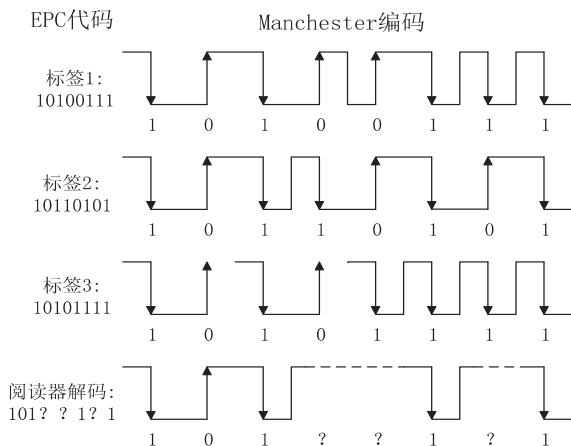 EPC代码
Manchester编码
标签1:
10100111
1 0 1 0 0 1 1 1
标签2:
10110101
1 0 1 1 0 1 0 1
标签3:
10101111
1 0 1 0 1 1 1 1
阅读器解码:
101？？1？1
1 0 1 ? ? 1 ? 1